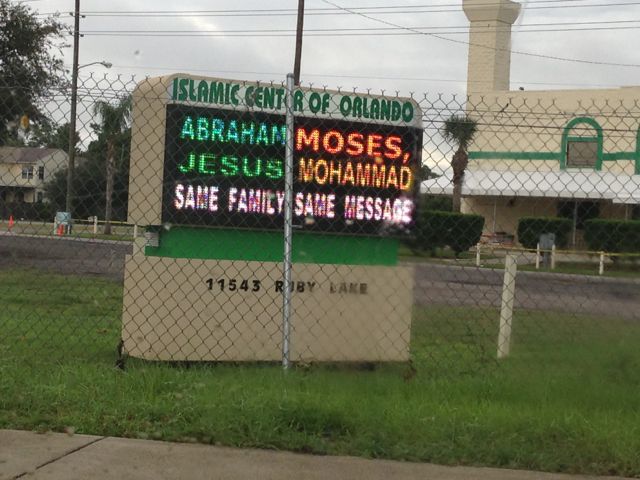 ISLAMIC CENTER OF ORLANDO
ABRAHAM MOSES,
JESUS MOHAMMAD
SAME FAMILY SAME MESSAGE
11543 RUBY LAKE